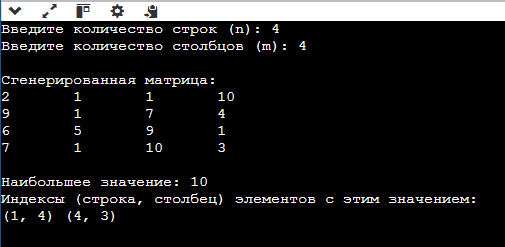 Введите количество строк (n): 4
Введите количество столбцов (m): 4
Сгенерированная матрица:
2 1 1 10
9 1 7 4
6 5 9 1
7 1 10 3
Наибольшее значение: 10
Индексы (строка, столбец) элементов с этим значением:
(1, 4) (4, 3)